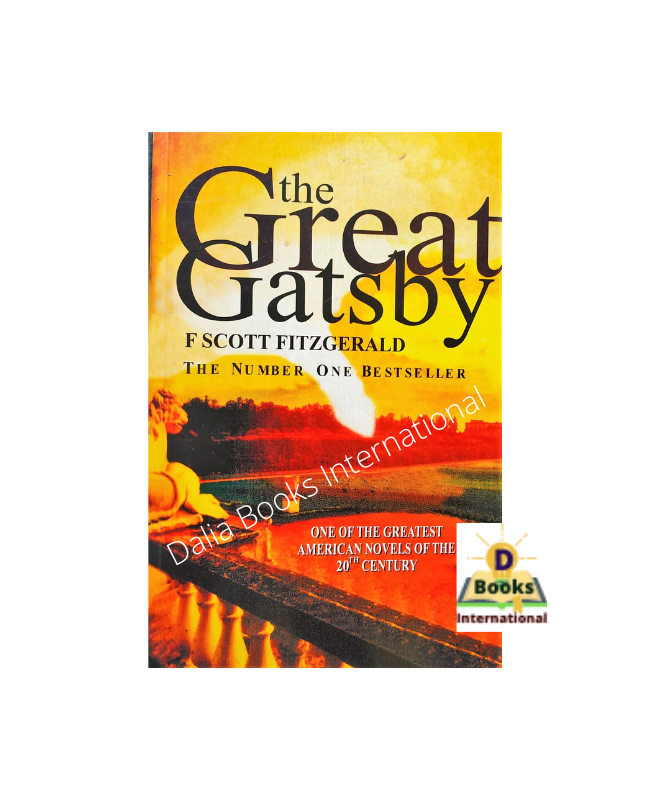 the
Great
Gatsby
F SCOTT FITZGERALD
THE NUMBER ONE BESTSELLER
Dalia Books International
ONE OF THE GREATEST
AMERICAN NOVELS OF THE
20TH CENTURY
D
Books
International